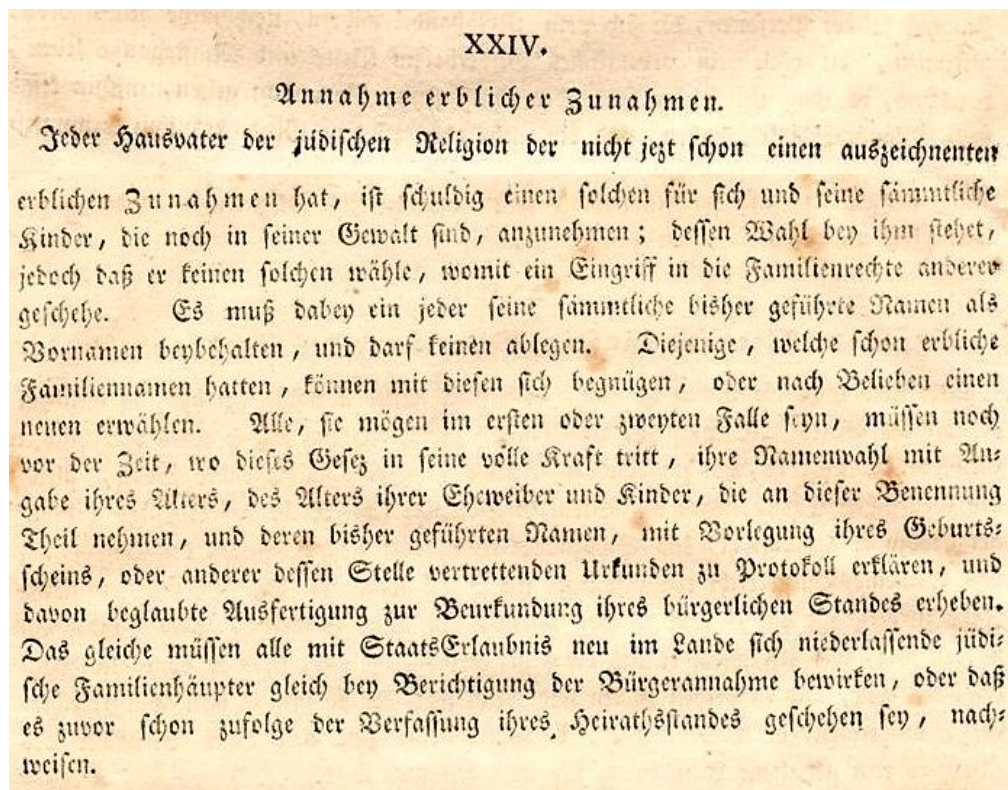 XXIV.
Annahme erblicher Zunahmen.
Jeder Hausvater der jüdischen Religion der nicht jezt schon einen auszeichnenten
erblichen Zunahmen hat, ist schuldig einen solchen für sich und seine sämmtliche
Kinder, die noch in seiner Gewalt sind, anzunehmen; dessen Wahl bey ihm stehet,
jedoch daß er keinen solchen wähle, womit ein Eingriff in die Familienrechte anderer
geschehe. Es muß dabey ein jeder seine sämmtliche bisher geführte Namen als
Vornamen beybehalten, und darf keinen ablegen. Diejenige, welche schon erbliche
Familiennamen hatten, können mit diesen sich begnügen, oder nach Belieben einen
neuen erwählen. Alle, sie mögen im ersten oder zweyten Falle seyn, müssen noch
vor der Zeit, wo dieses Gesez in seine volle Kraft tritt, ihre Namenwahl mit An-
gabe ihres Alters, des Alters ihrer Eheweiber und Kinder, die an dieser Benennung
Theil nehmen, und deren bisher geführten Namen, mit Vorlegung ihres Geburts-
scheins, oder anderer dessen Stelle vertrettenden Urkunden zu Protokoll erklären, und
davon beglaubte Ausfertigung zur Beurkundung ihres bürgerlichen Standes erheben.
Das gleiche müssen alle mit StaatsErlaubnis neu im Lande sich niederlassende jüdi-
sche Familienhäupter gleich bey Berichtigung der Bürgerannahme bewirken, oder daß
es zuvor schon zufolge der Verfassung ihres Heirathsstandes geschehen sey, nach-
weisen.